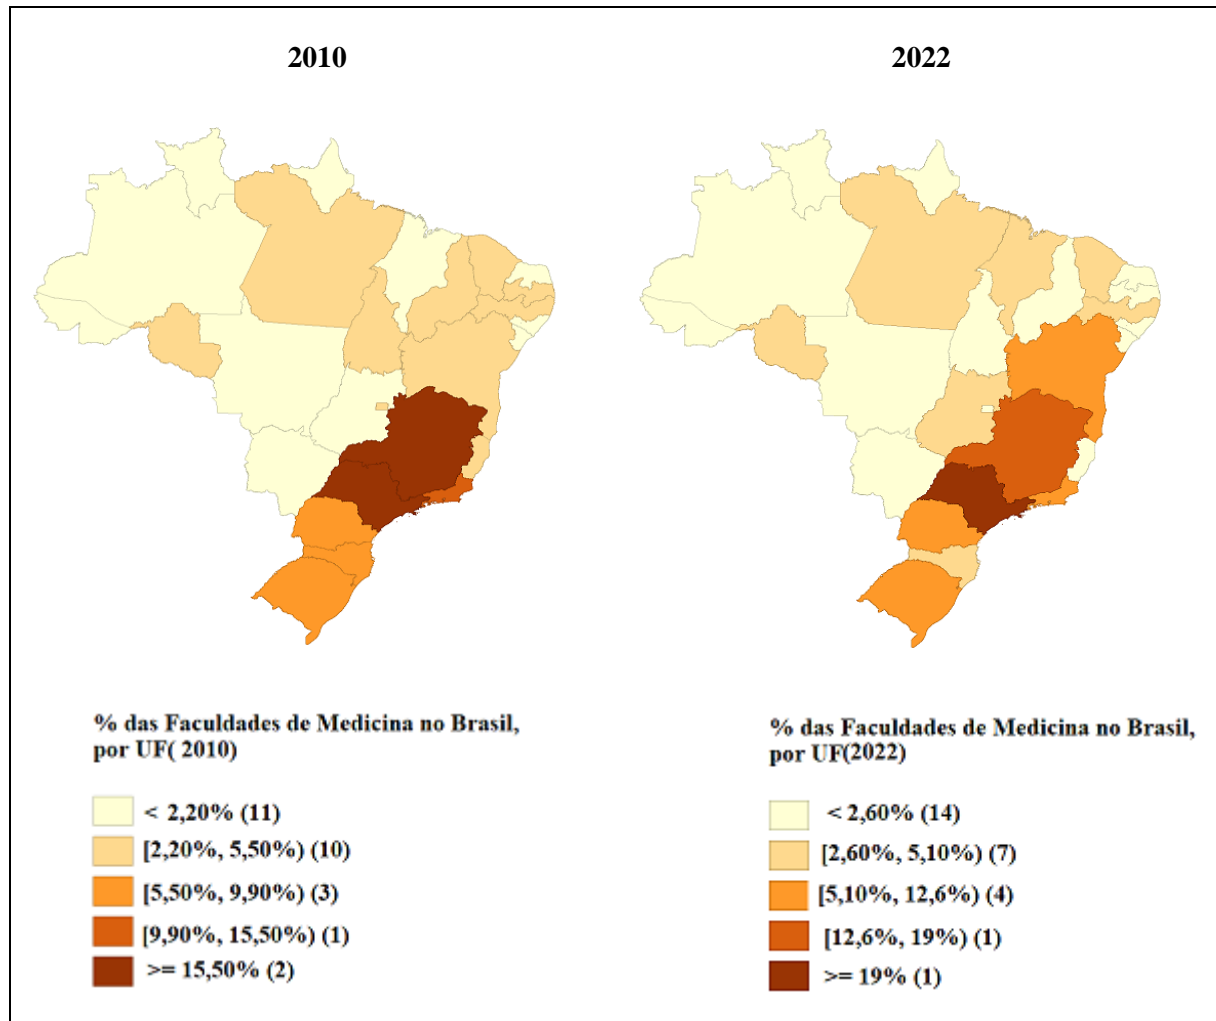 2010
2022
% das Faculdades de Medicina no Brasil,
por UF( 2010)
< 2,20% (11)
[2,20%, 5,50%) (10)
[5,50%, 9,90%) (3)
[9,90%, 15,50%) (1)
>= 15,50% (2)
% das Faculdades de Medicina no Brasil,
por UF(2022)
< 2,60% (14)
[2,60%, 5,10%) (7)
[5,10%, 12,6%) (4)
[12,6%, 19%) (1)
>= 19% (1)